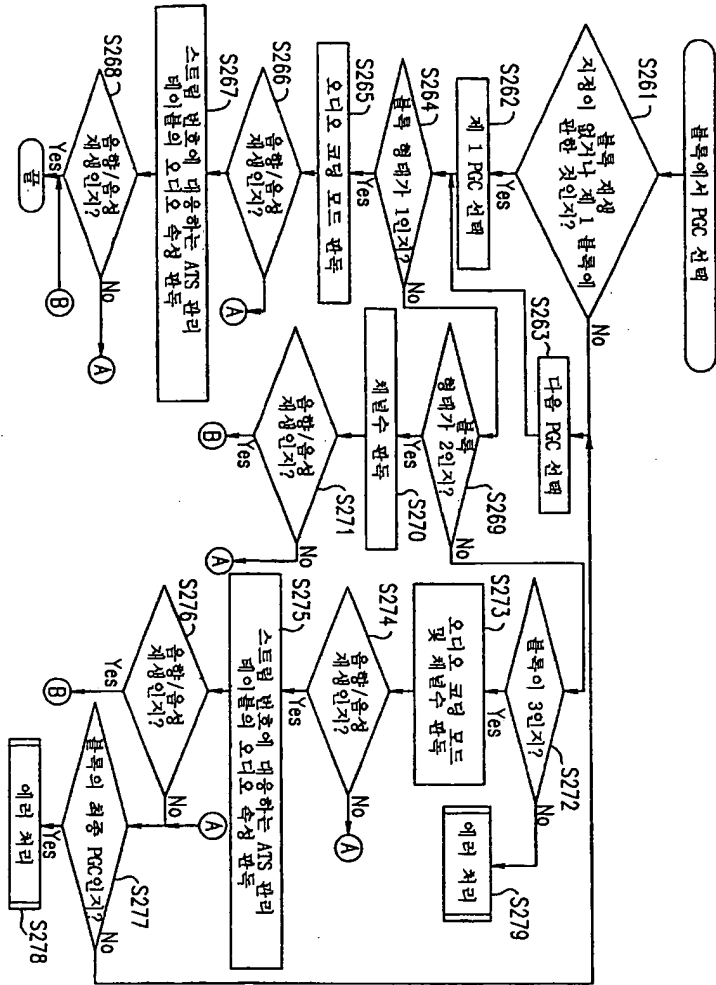 블록에서 PGC 선택
S261
블록 재생
지정이 없거나 제 1 블록에
관한 것인지?
Yes
No
S262
제 1 PGC 선택
S263
다음 PGC 선택
S264
블록 형태가 1인지?
Yes
No
S265
오디오 코딩 모드 판독
S266
음향/음성
재생인지?
A
S267
스트림 번호에 대응하는 ATS 관리
테이블의 오디오 속성 판독
S268
음향/음성
재생인지?
Yes
No
B
A
끝
S269
블록
형태가 2인지?
Yes
No
S270
채널수 판독
S271
음향/음성
재생인지?
Yes
No
B
A
S272
블록이 3인지?
Yes
No
S273
오디오 코딩 모드
및 채널수 판독
S279
에러 처리
S274
음향/음성
재생인지?
Yes
A
S275
스트림 번호에 대응하는 ATS 관리
테이블의 오디오 속성 판독
S276
음향/음성
재생인지?
Yes
No
B
A
S277
블록의 최종 PGC인지?
Yes
No
S278
에러 처리